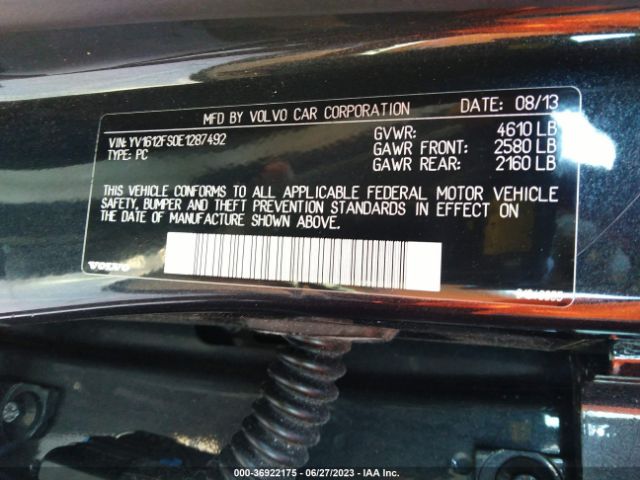 MFD BY VOLVO CAR CORPORATION DATE: 08/13
VIN: YV1612FS0E1287492 GVWR: 4610 LB
TYPE: PC GAWR FRONT: 2580 LB
GAWR REAR: 2160 LB
THIS VEHICLE CONFORMS TO ALL APPLICABLE FEDERAL MOTOR VEHICLE
SAFETY, BUMPER AND THEFT PREVENTION STANDARDS IN EFFECT ON
THE DATE OF MANUFACTURE SHOWN ABOVE.
VOLVO
000-36922175 - 06/27/2023 - IAA Inc.